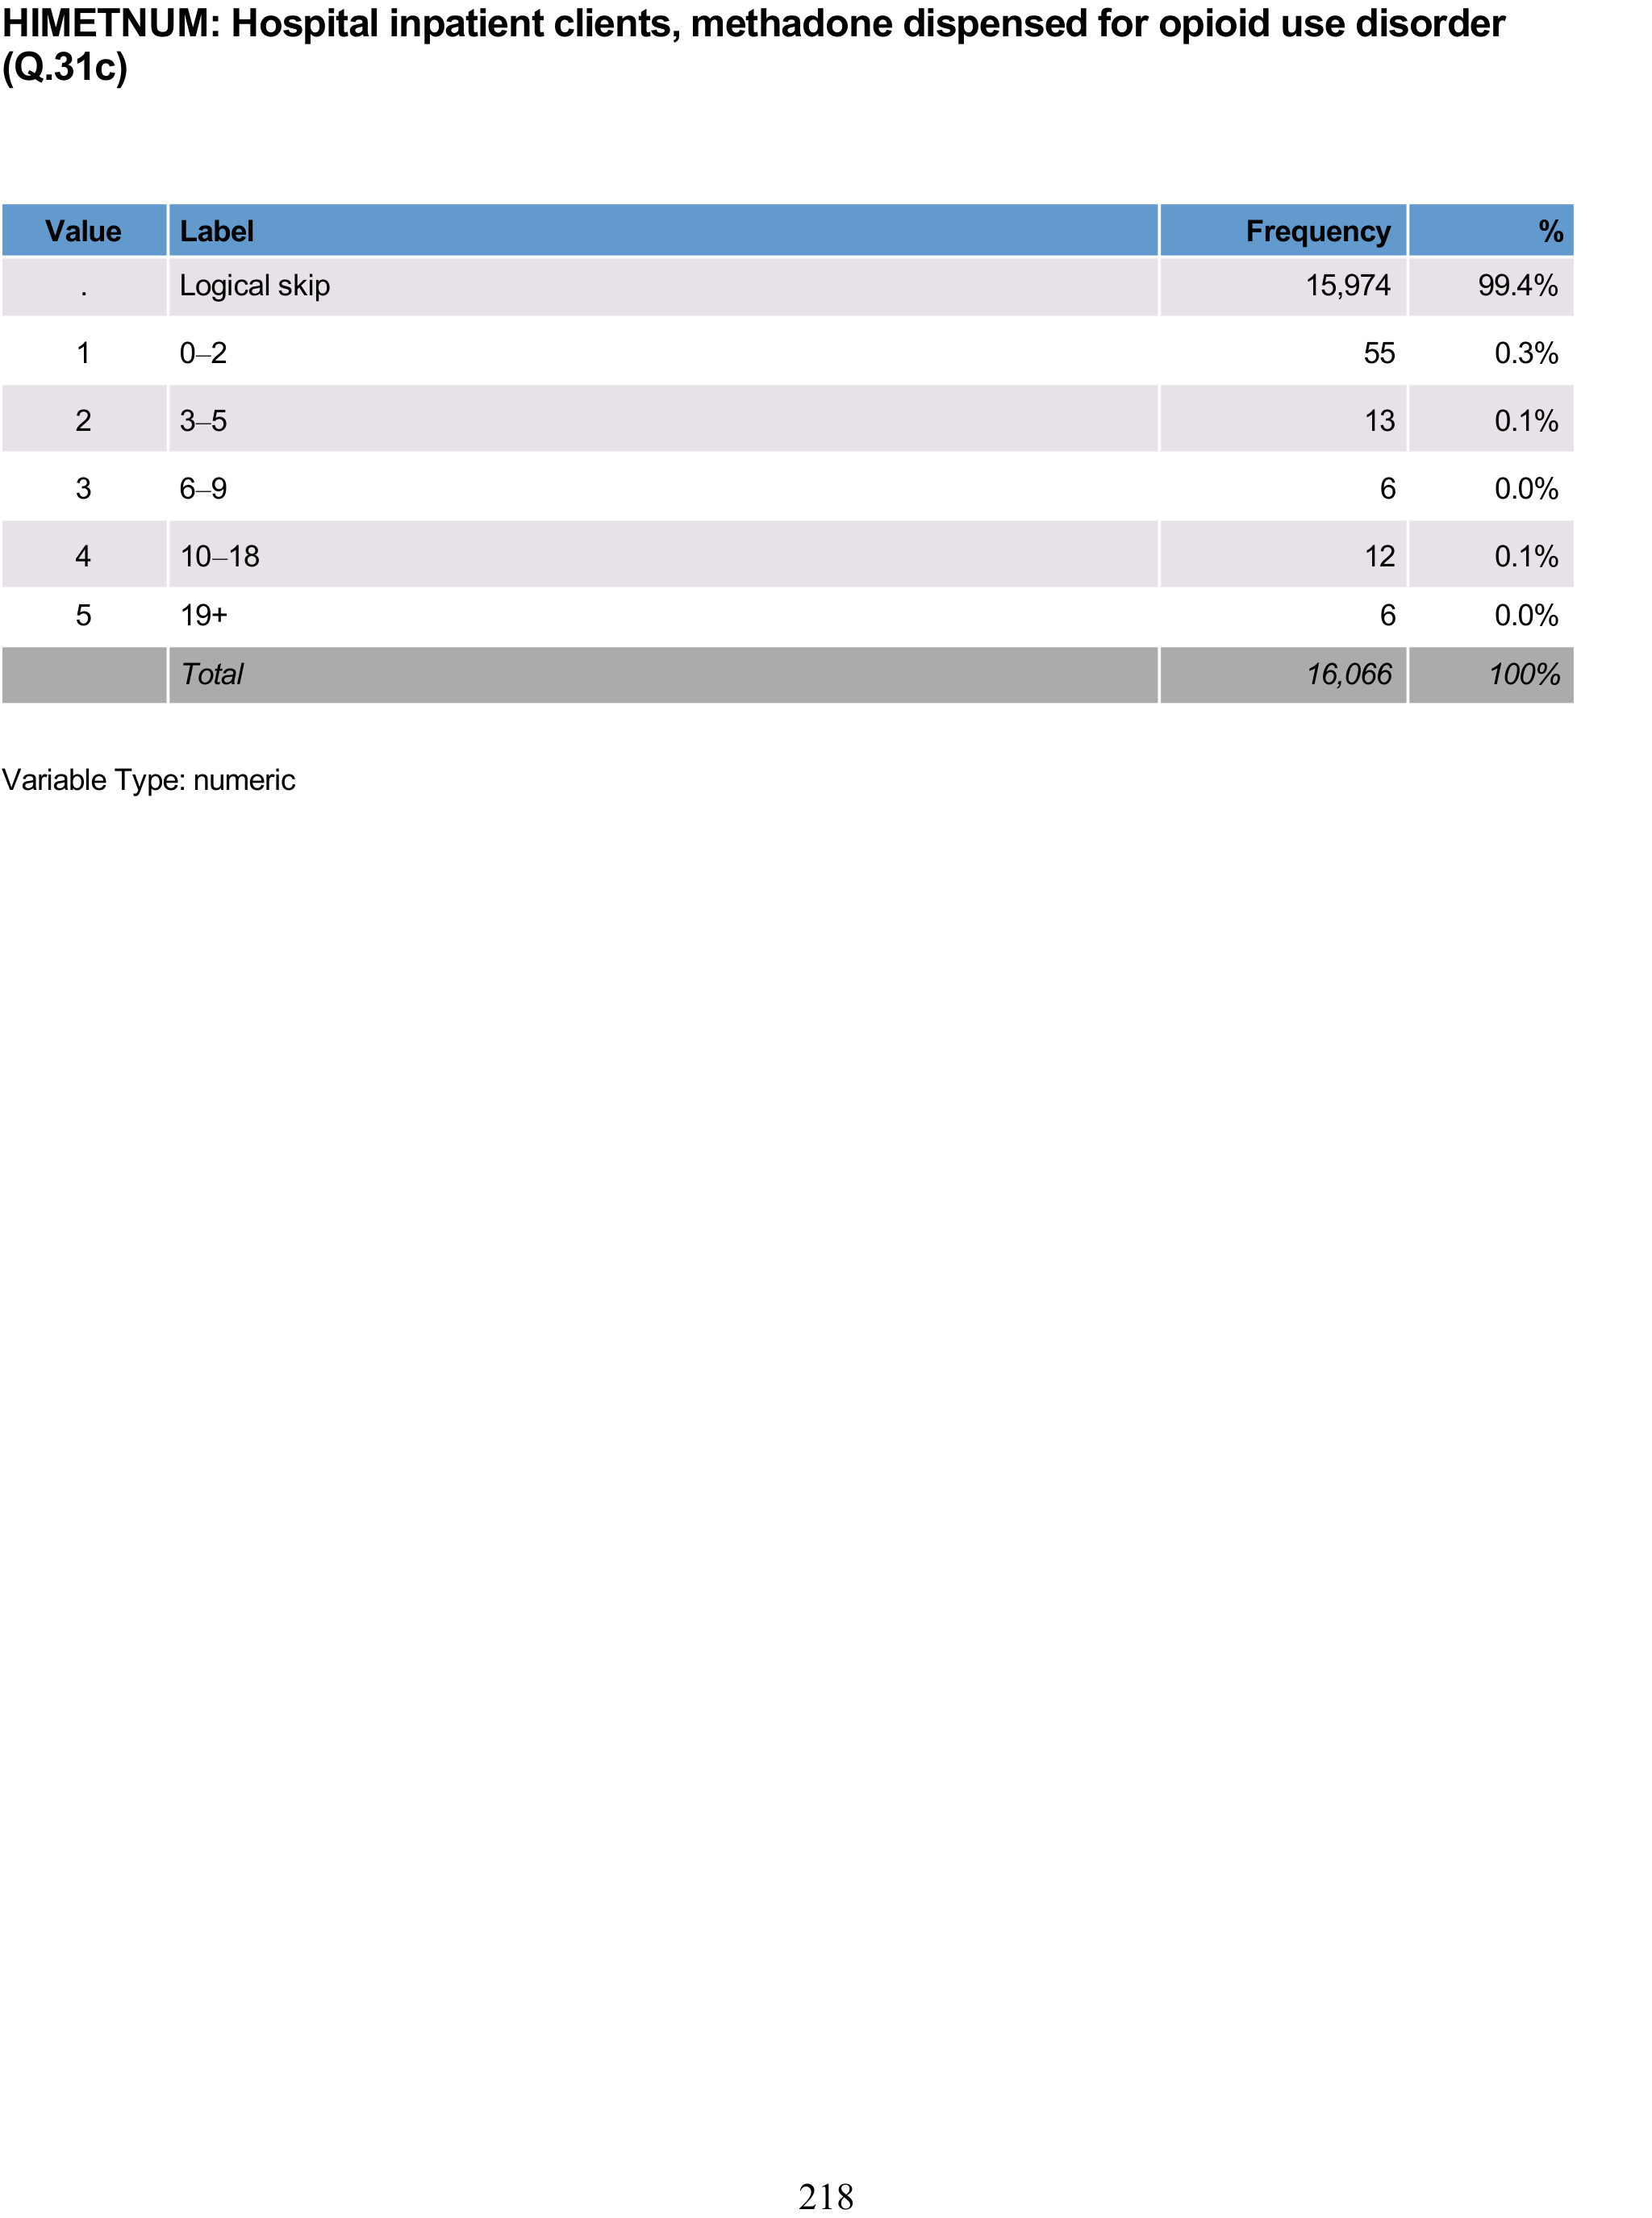 HIMETNUM: Hospital inpatient clients, methadone dispensed for opioid use disorder
(Q.31c)
Value Label Frequency %
. Logical skip 15,974 99.4%
1 0–2 55 0.3%
2 3–5 13 0.1%
3 6–9 6 0.0%
4 10–18 12 0.1%
5 19+ 6 0.0%
Total 16,066 100%
Variable Type: numeric
218